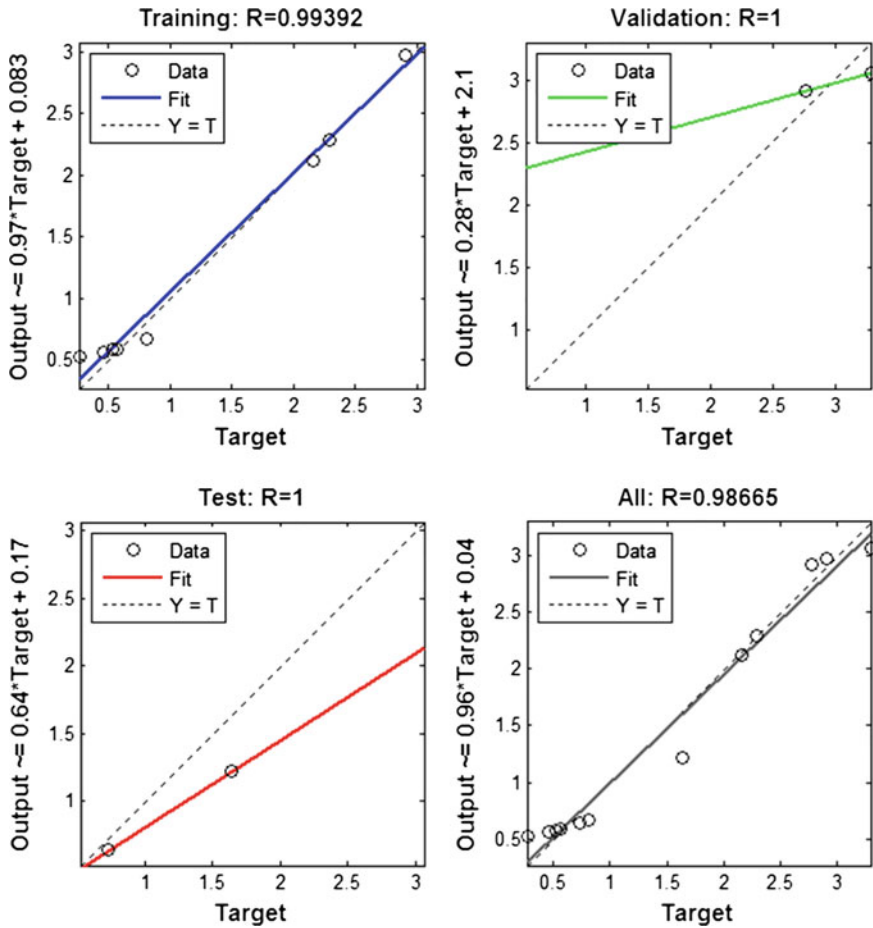 Training: R=0.99392
Output ~= 0.97*Target + 0.083
3
2.5
2
1.5
1
0.5
Data
Fit
Y = T
0.5
1
1.5
2
2.5
3
Target
Validation: R=1
Output ~= 0.28*Target + 2.1
3
2.5
2
1.5
1
Data
Fit
Y = T
1
1.5
2
2.5
3
Target
Test: R=1
Output ~= 0.64*Target + 0.17
3
2.5
2
1.5
1
Data
Fit
Y = T
1
1.5
2
2.5
3
Target
All: R=0.98665
Output ~= 0.96*Target + 0.04
3
2.5
2
1.5
1
0.5
Data
Fit
Y = T
0.5
1
1.5
2
2.5
3
Target